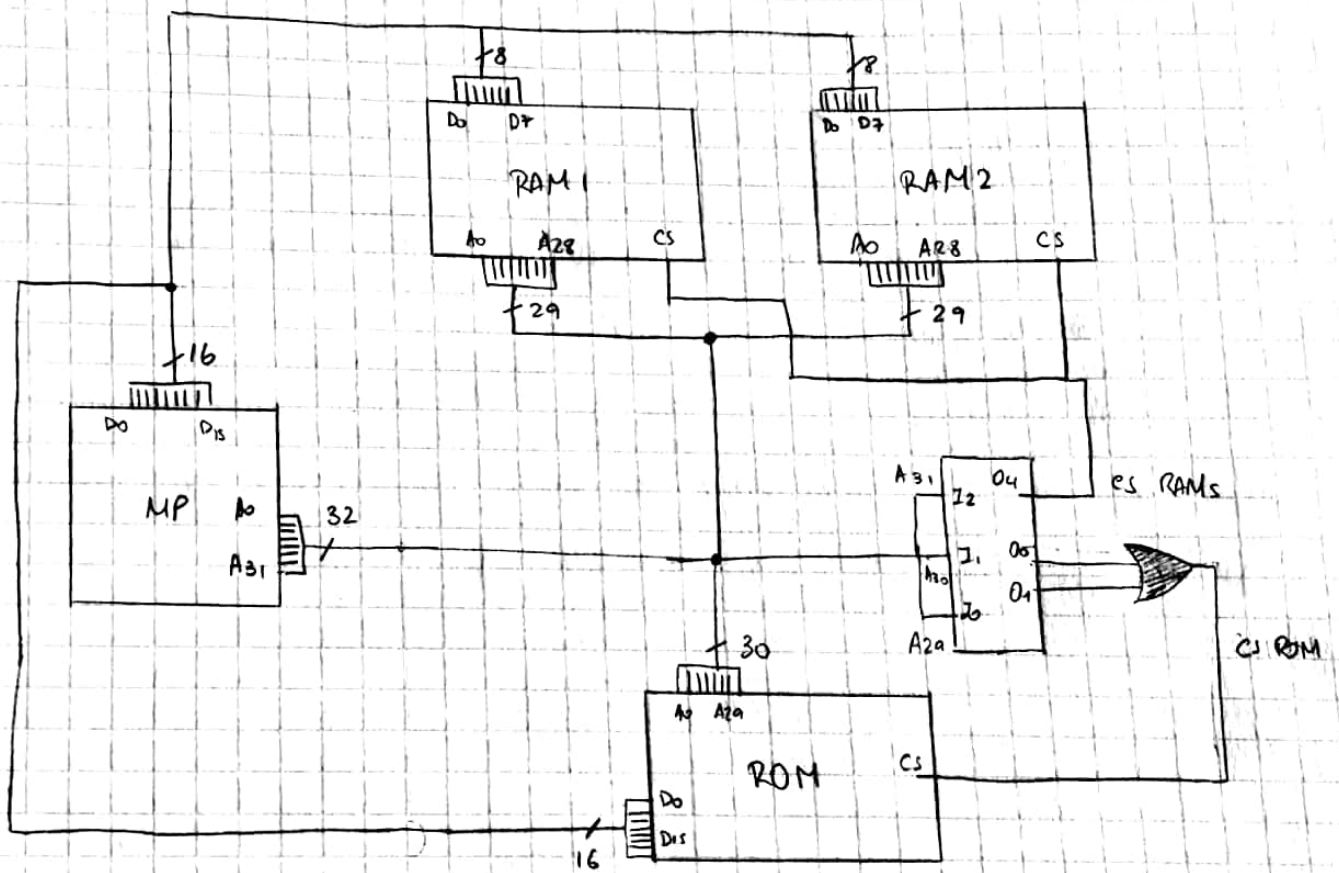 8
8
D0 D7
D0 D7
RAM 1
RAM 2
A0 A28 CS
A0 A28 CS
29
29
16
D0 D15
MP
A0
A31
32
A31
I2
O4
CS RAMs
I1
A30
I0
A29
O0
O1
CS ROM
30
A0 A29
ROM
CS
D0
D15
16